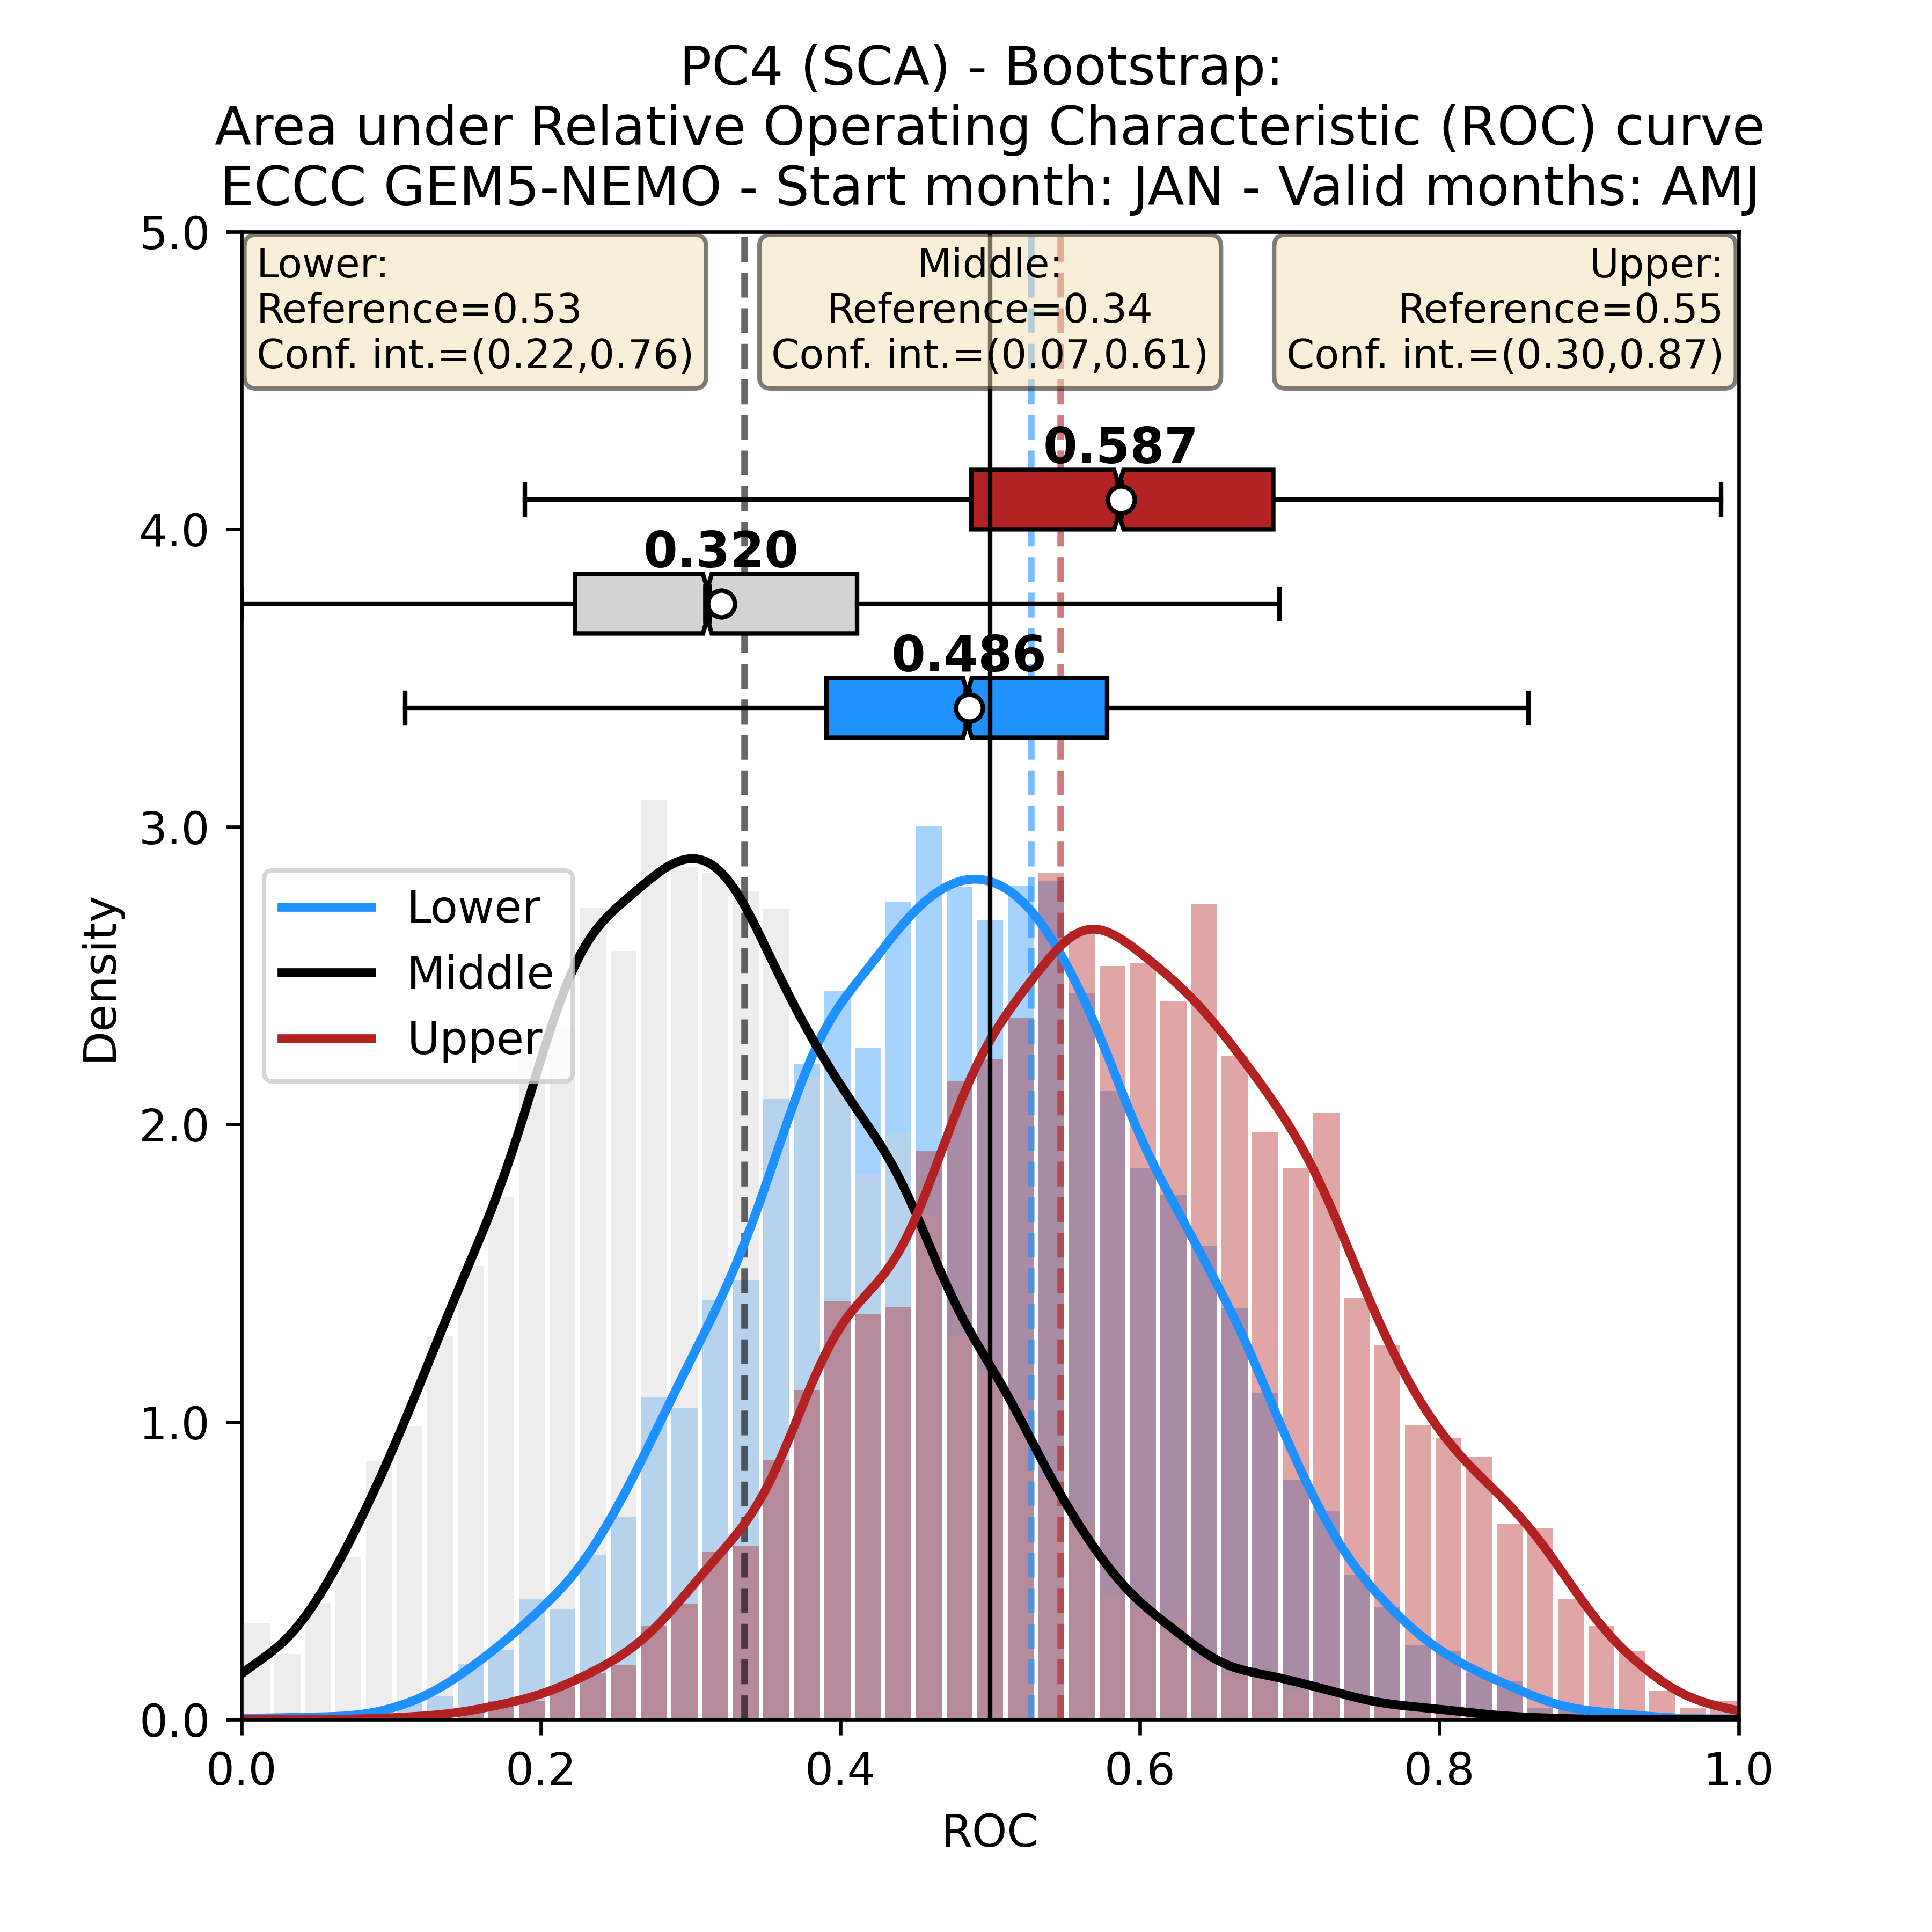 PC4 (SCA) - Bootstrap:
Area under Relative Operating Characteristic (ROC) curve
ECCC GEM5-NEMO - Start month: JAN - Valid months: AMJ
Lower:
Reference=0.53
Conf. int.=(0.22,0.76)
Middle:
Reference=0.34
Conf. int.=(0.07,0.61)
Upper:
Reference=0.55
Conf. int.=(0.30,0.87)
0.587
0.320
0.486
Lower
Middle
Upper
Density
5.0
4.0
3.0
2.0
1.0
0.0
0.0 0.2 0.4 0.6 0.8 1.0
ROC